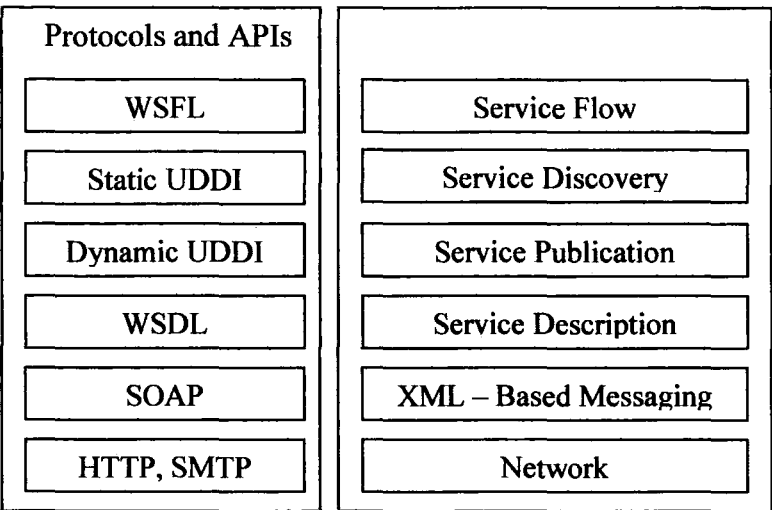 Protocols and APIs
WSFL
Static UDDI
Dynamic UDDI
WSDL
SOAP
HTTP, SMTP
Service Flow
Service Discovery
Service Publication
Service Description
XML – Based Messaging
Network